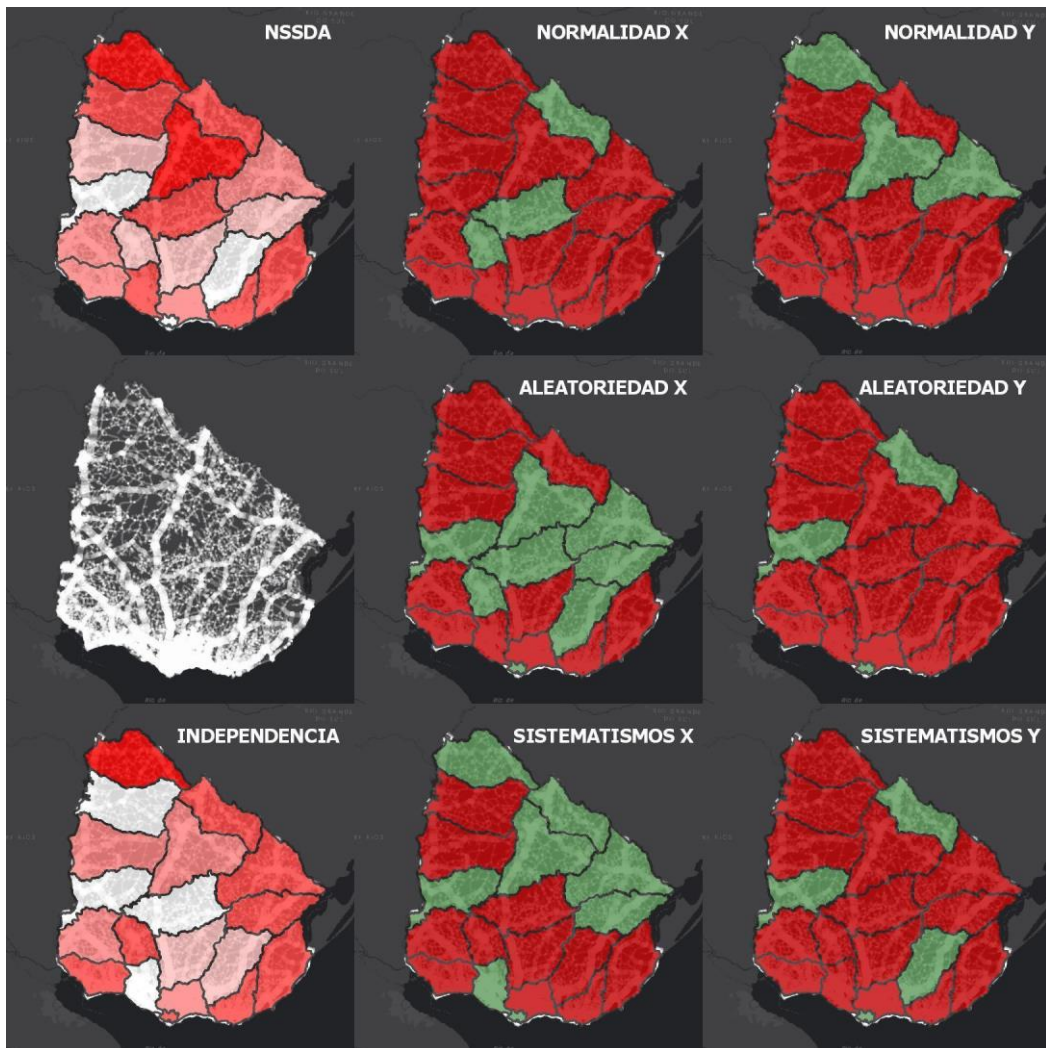 NSSDA
NORMALIDAD X
NORMALIDAD Y
ALEATORIEDAD X
ALEATORIEDAD Y
INDEPENDENCIA
SISTEMATISMOS X
SISTEMATISMOS Y